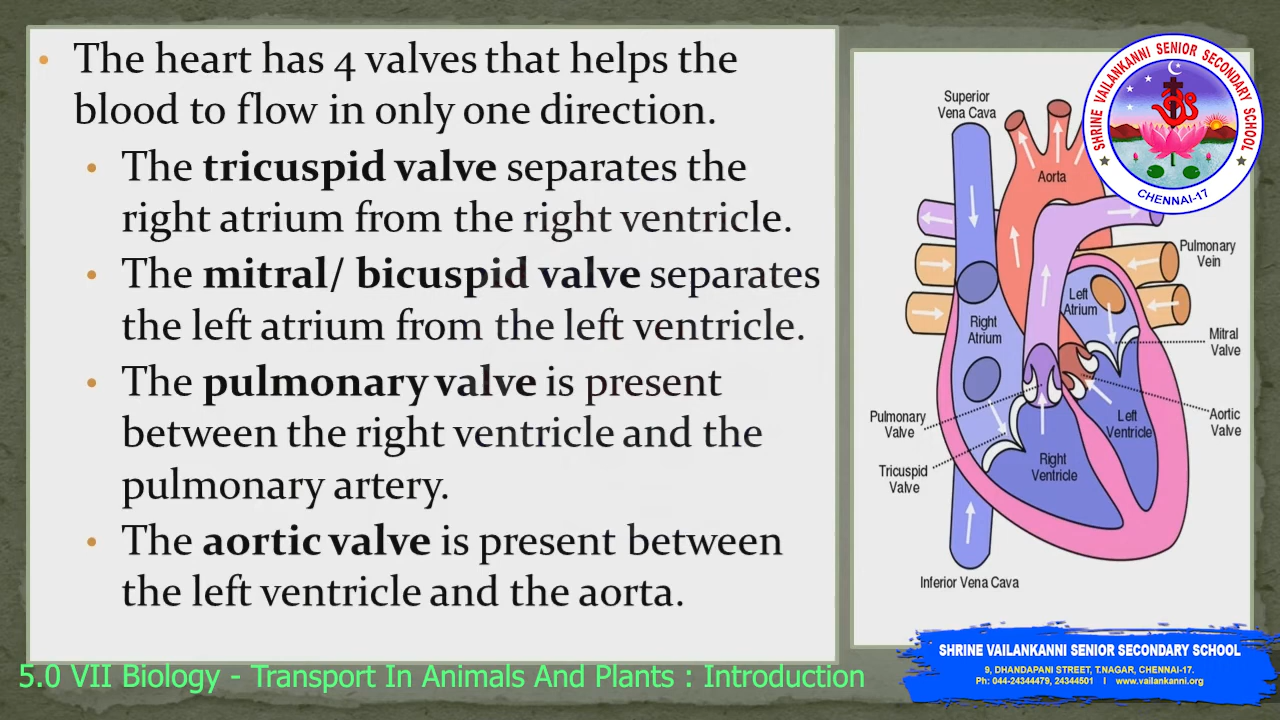 • The heart has 4 valves that helps the
blood to flow in only one direction.
• The tricuspid valve separates the
right atrium from the right ventricle.
• The mitral/ bicuspid valve separates
the left atrium from the left ventricle.
• The pulmonary valve is present
between the right ventricle and the
pulmonary artery.
• The aortic valve is present between
the left ventricle and the aorta.
Superior
Vena Cava
Aorta
Pulmonary
Vein
Left
Atrium
Right
Atrium
Mitral
Valve
Pulmonary
Valve
Left
Ventricle
Aortic
Valve
Tricuspid
Valve
Right
Ventricle
Inferior Vena Cava
SHRINE VAILANKANNI SENIOR SECONDARY SCHOOL
CHENNAI-17
SHRINE VAILANKANNI SENIOR SECONDARY SCHOOL
9, DHANDAPANI STREET, T.NAGAR, CHENNAI-17.
Ph: 044-24344479, 24344501 I www.vailankanni.org
5.0 VII Biology - Transport In Animals And Plants : Introduction